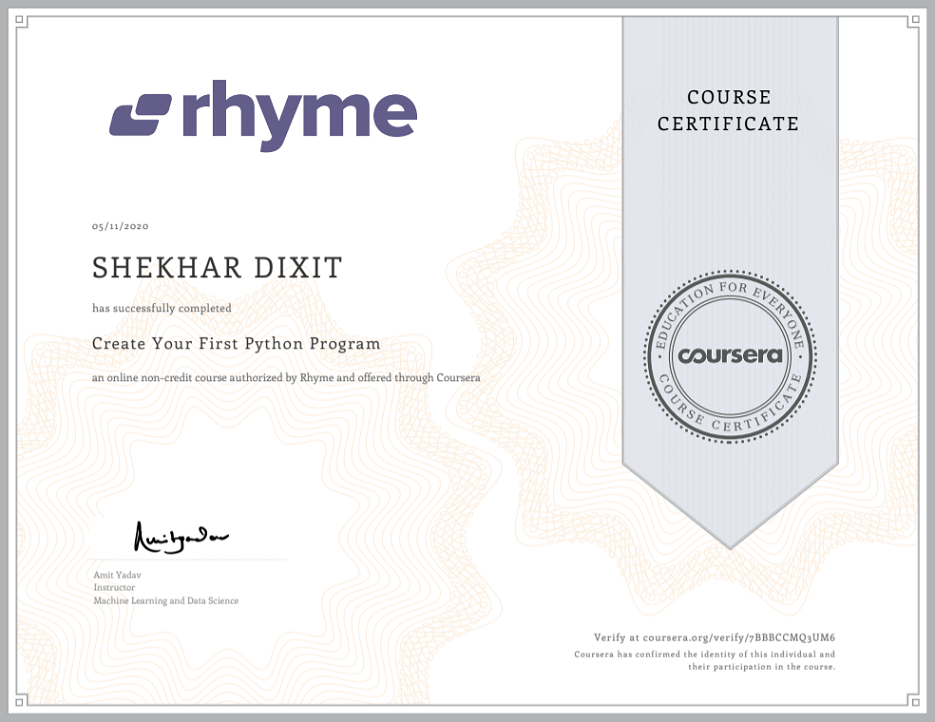 rhyme
COURSE
CERTIFICATE
05/11/2020
SHEKHAR DIXIT
has successfully completed
Create Your First Python Program
an online non-credit course authorized by Rhyme and offered through Coursera
EDUCATION FOR EVERYONE
coursera
COURSE CERTIFICATE
Amit Yadav
Amit Yadav
Instructor
Machine Learning and Data Science
Verify at coursera.org/verify/7BBBCCMQ3UM6
Coursera has confirmed the identity of this individual and
their participation in the course.